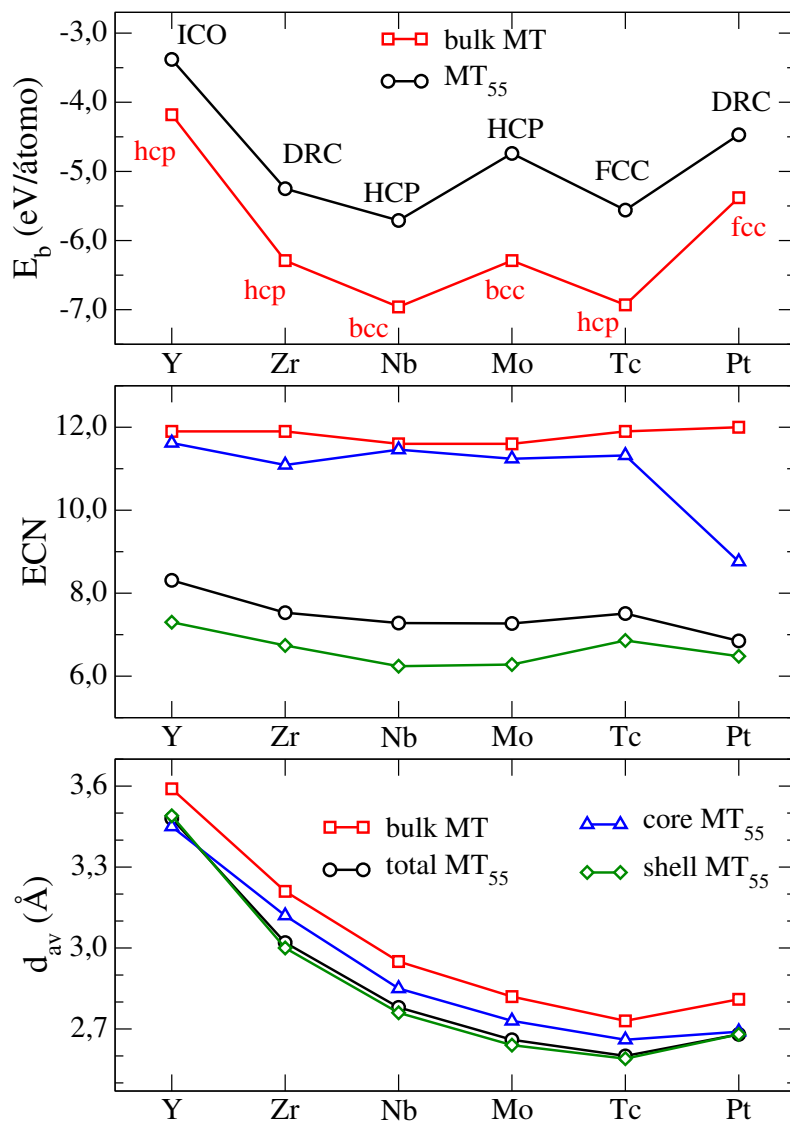 -3,0
ICO
bulk MT
MT55
-4,0
DRC
hcp
DRC
HCP
HCP
FCC
-5,0
E_b (eV/átomo)
-6,0
fcc
hcp
bcc
bcc
hcp
-7,0
Y Zr Nb Mo Tc Pt
12,0
10,0
ECN
8,0
6,0
Y Zr Nb Mo Tc Pt
3,6
bulk MT core MT55
total MT55 shell MT55
3,3
d_av (Å)
3,0
2,7
Y Zr Nb Mo Tc Pt